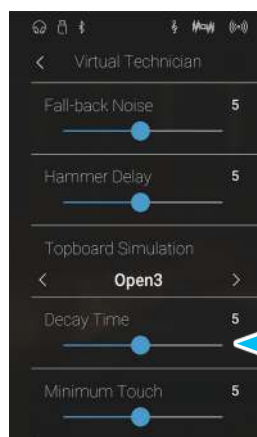 < Virtual Technician
Fall-back Noise 5
Hammer Delay 5
Topboard Simulation
< Open3 >
Decay Time 5
Minimum Touch 5